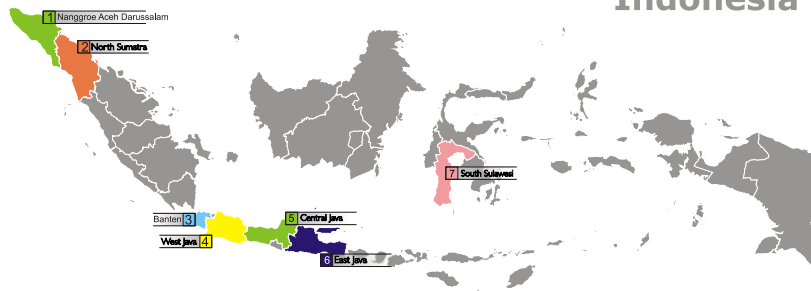 Indonesia
1 Nanggroe Aceh Darussalam
2 North Sumatra
7 South Sulawesi
Banten 3
5 Central Java
West Java 4
6 East Java